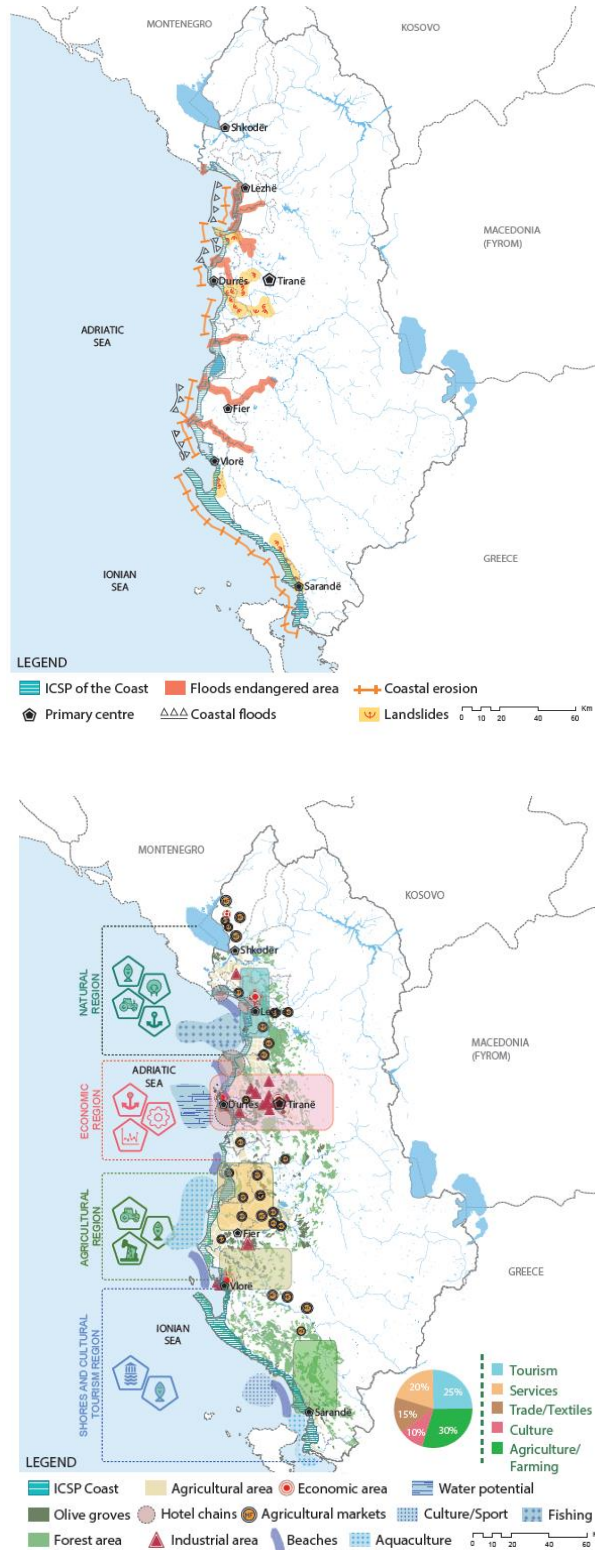 MONTENEGRO
KOSOVO
Shkodër
Lezhë
MACEDONIA
(FYROM)
Durrës
Tiranë
ADRIATIC
SEA
Fier
Vlorë
GREECE
IONIAN
SEA
Sarandë
LEGEND
ICSP of the Coast
Floods endangered area
Coastal erosion
Primary centre
Coastal floods
Landslides
Km
0 10 20 40 60
MONTENEGRO
KOSOVO
Shkodër
NATURAL
REGION
MACEDONIA
(FYROM)
ADRIATIC
SEA
ECONOMIC
REGION
Durrës
Tiranë
AGRICULTURAL
REGION
Fier
GREECE
Vlorë
IONIAN
SEA
SHORES AND CULTURAL
TOURISM REGION
Sarandë
20%
25%
15%
10%
30%
Tourism
Services
Trade/Textiles
Culture
Agriculture/
Farming
LEGEND
ICSP Coast
Agricultural area
Economic area
Water potential
Olive groves
Hotel chains
Agricultural markets
Culture/Sport
Fishing
Forest area
Industrial area
Beaches
Aquaculture
0 10 20 40